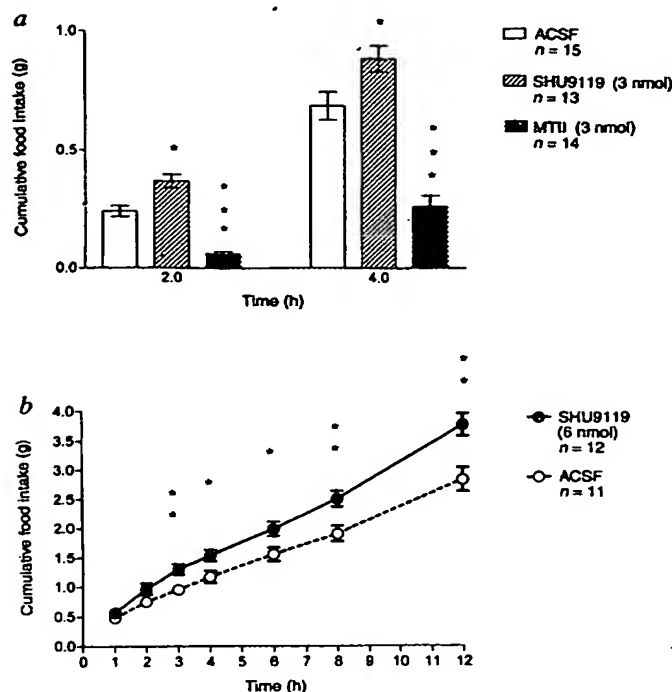 a
Cumulative food intake (g)
1.0
0.5
0.0
2.0
4.0
Time (h)
ACSF
n = 15
SHU9119 (3 nmol)
n = 13
MTII (3 nmol)
n = 14
b
Cumulative food intake (g)
4.0
3.5
3.0
2.5
2.0
1.5
1.0
0.5
0.0
0 1 2 3 4 5 6 7 8 9 10 11 12
Time (h)
SHU9119
(6 nmol)
n = 12
ACSF
n = 11